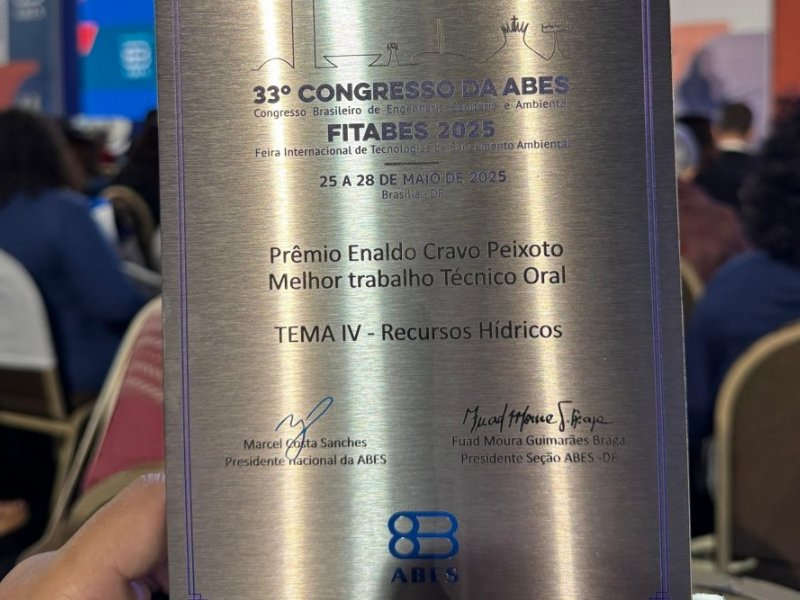 33º CONGRESSO DA ABES
Congresso Brasileiro de Engenharia Sanitária e Ambiental
FITABES 2025
Feira Internacional de Tecnologias de Saneamento Ambiental
25 A 28 DE MAIO DE 2025
Brasília - DF
Prêmio Enaldo Cravo Peixoto
Melhor trabalho Técnico Oral
TEMA IV - Recursos Hídricos
Marcel Costa Sanches
Presidente nacional da ABES
Fuad Moura Guimarães Braga
Presidente Seção ABES -DF
ABES